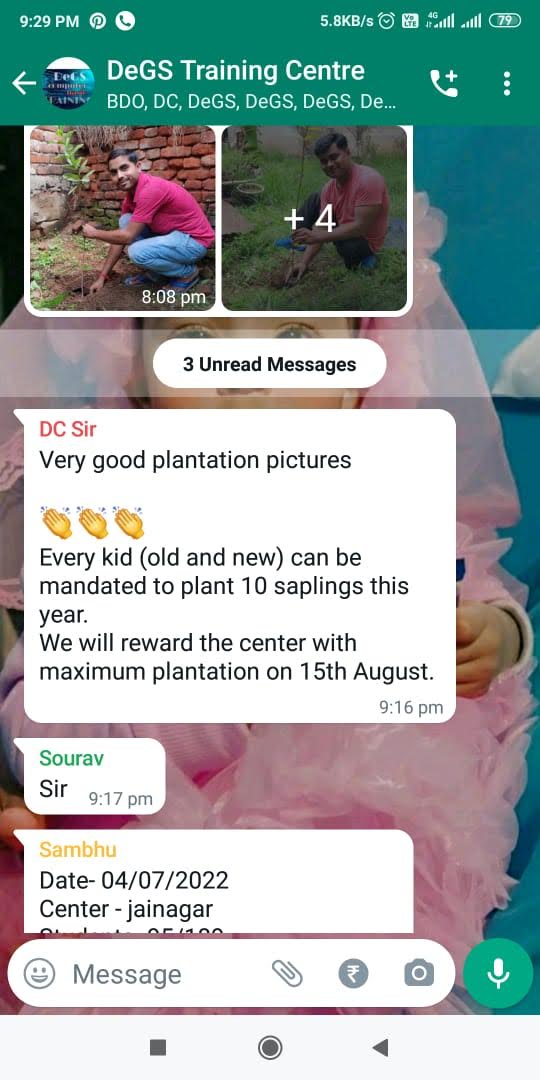 9:29 PM 5.8KB/s Vo LTE 4G 79
DeGS Training Centre
BDO, DC, DeGS, DeGS, DeGS, De...
+ 4
8:08 pm
3 Unread Messages
DC Sir
Very good plantation pictures
Every kid (old and new) can be
mandated to plant 10 saplings this
year.
We will reward the center with
maximum plantation on 15th August.
9:16 pm
Sourav
Sir 9:17 pm
Sambhu
Date- 04/07/2022
Center - jainagar
Message ₹